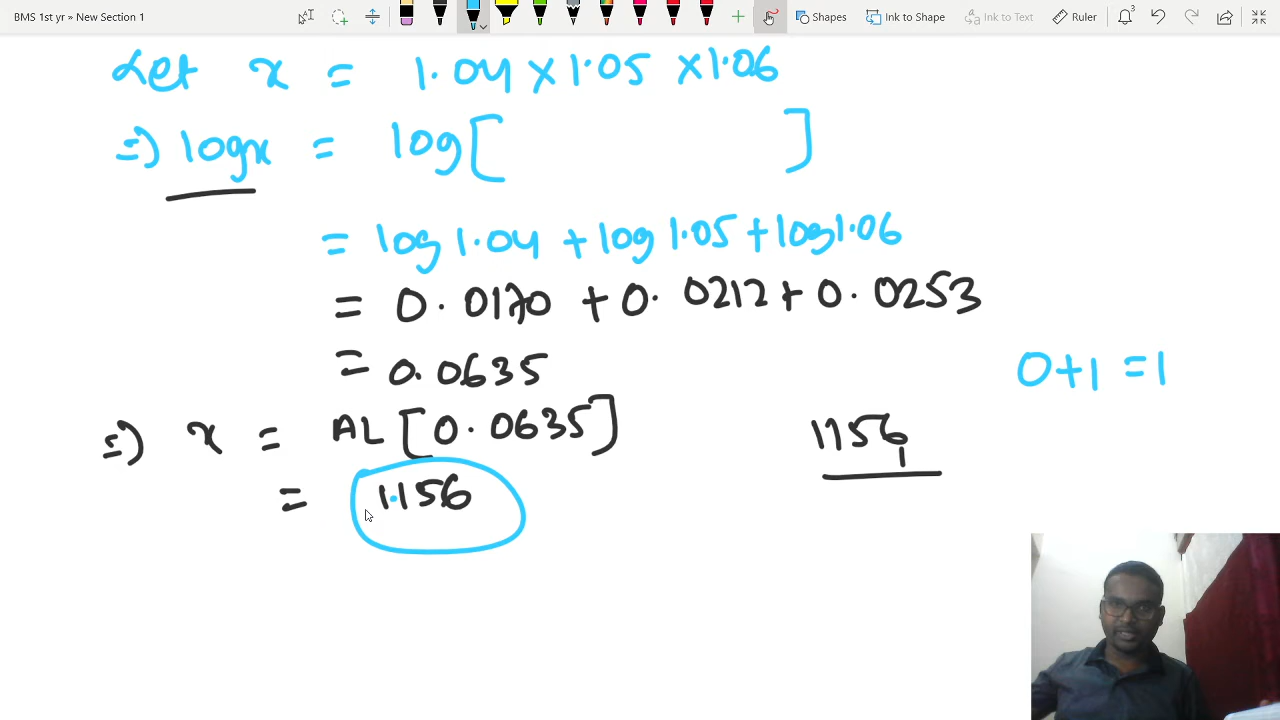 BMS 1st yr » New Section 1
Shapes
Ink to Shape
Ink to Text
Ruler
Let x = 1.04 × 1.05 × 1.06
=) log x = log [ ]
= log 1.04 + log 1.05 + log 1.06
= 0.0170 + 0.0212 + 0.0253
= 0.0635
0+1 =1
=) x = AL [0.0635]
1156
1
= 1.156